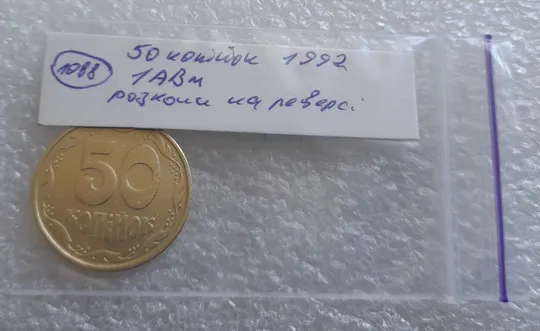 1088
50 копійок 1992
1АВм
розколи на реверсі
50
КОПІЙОК